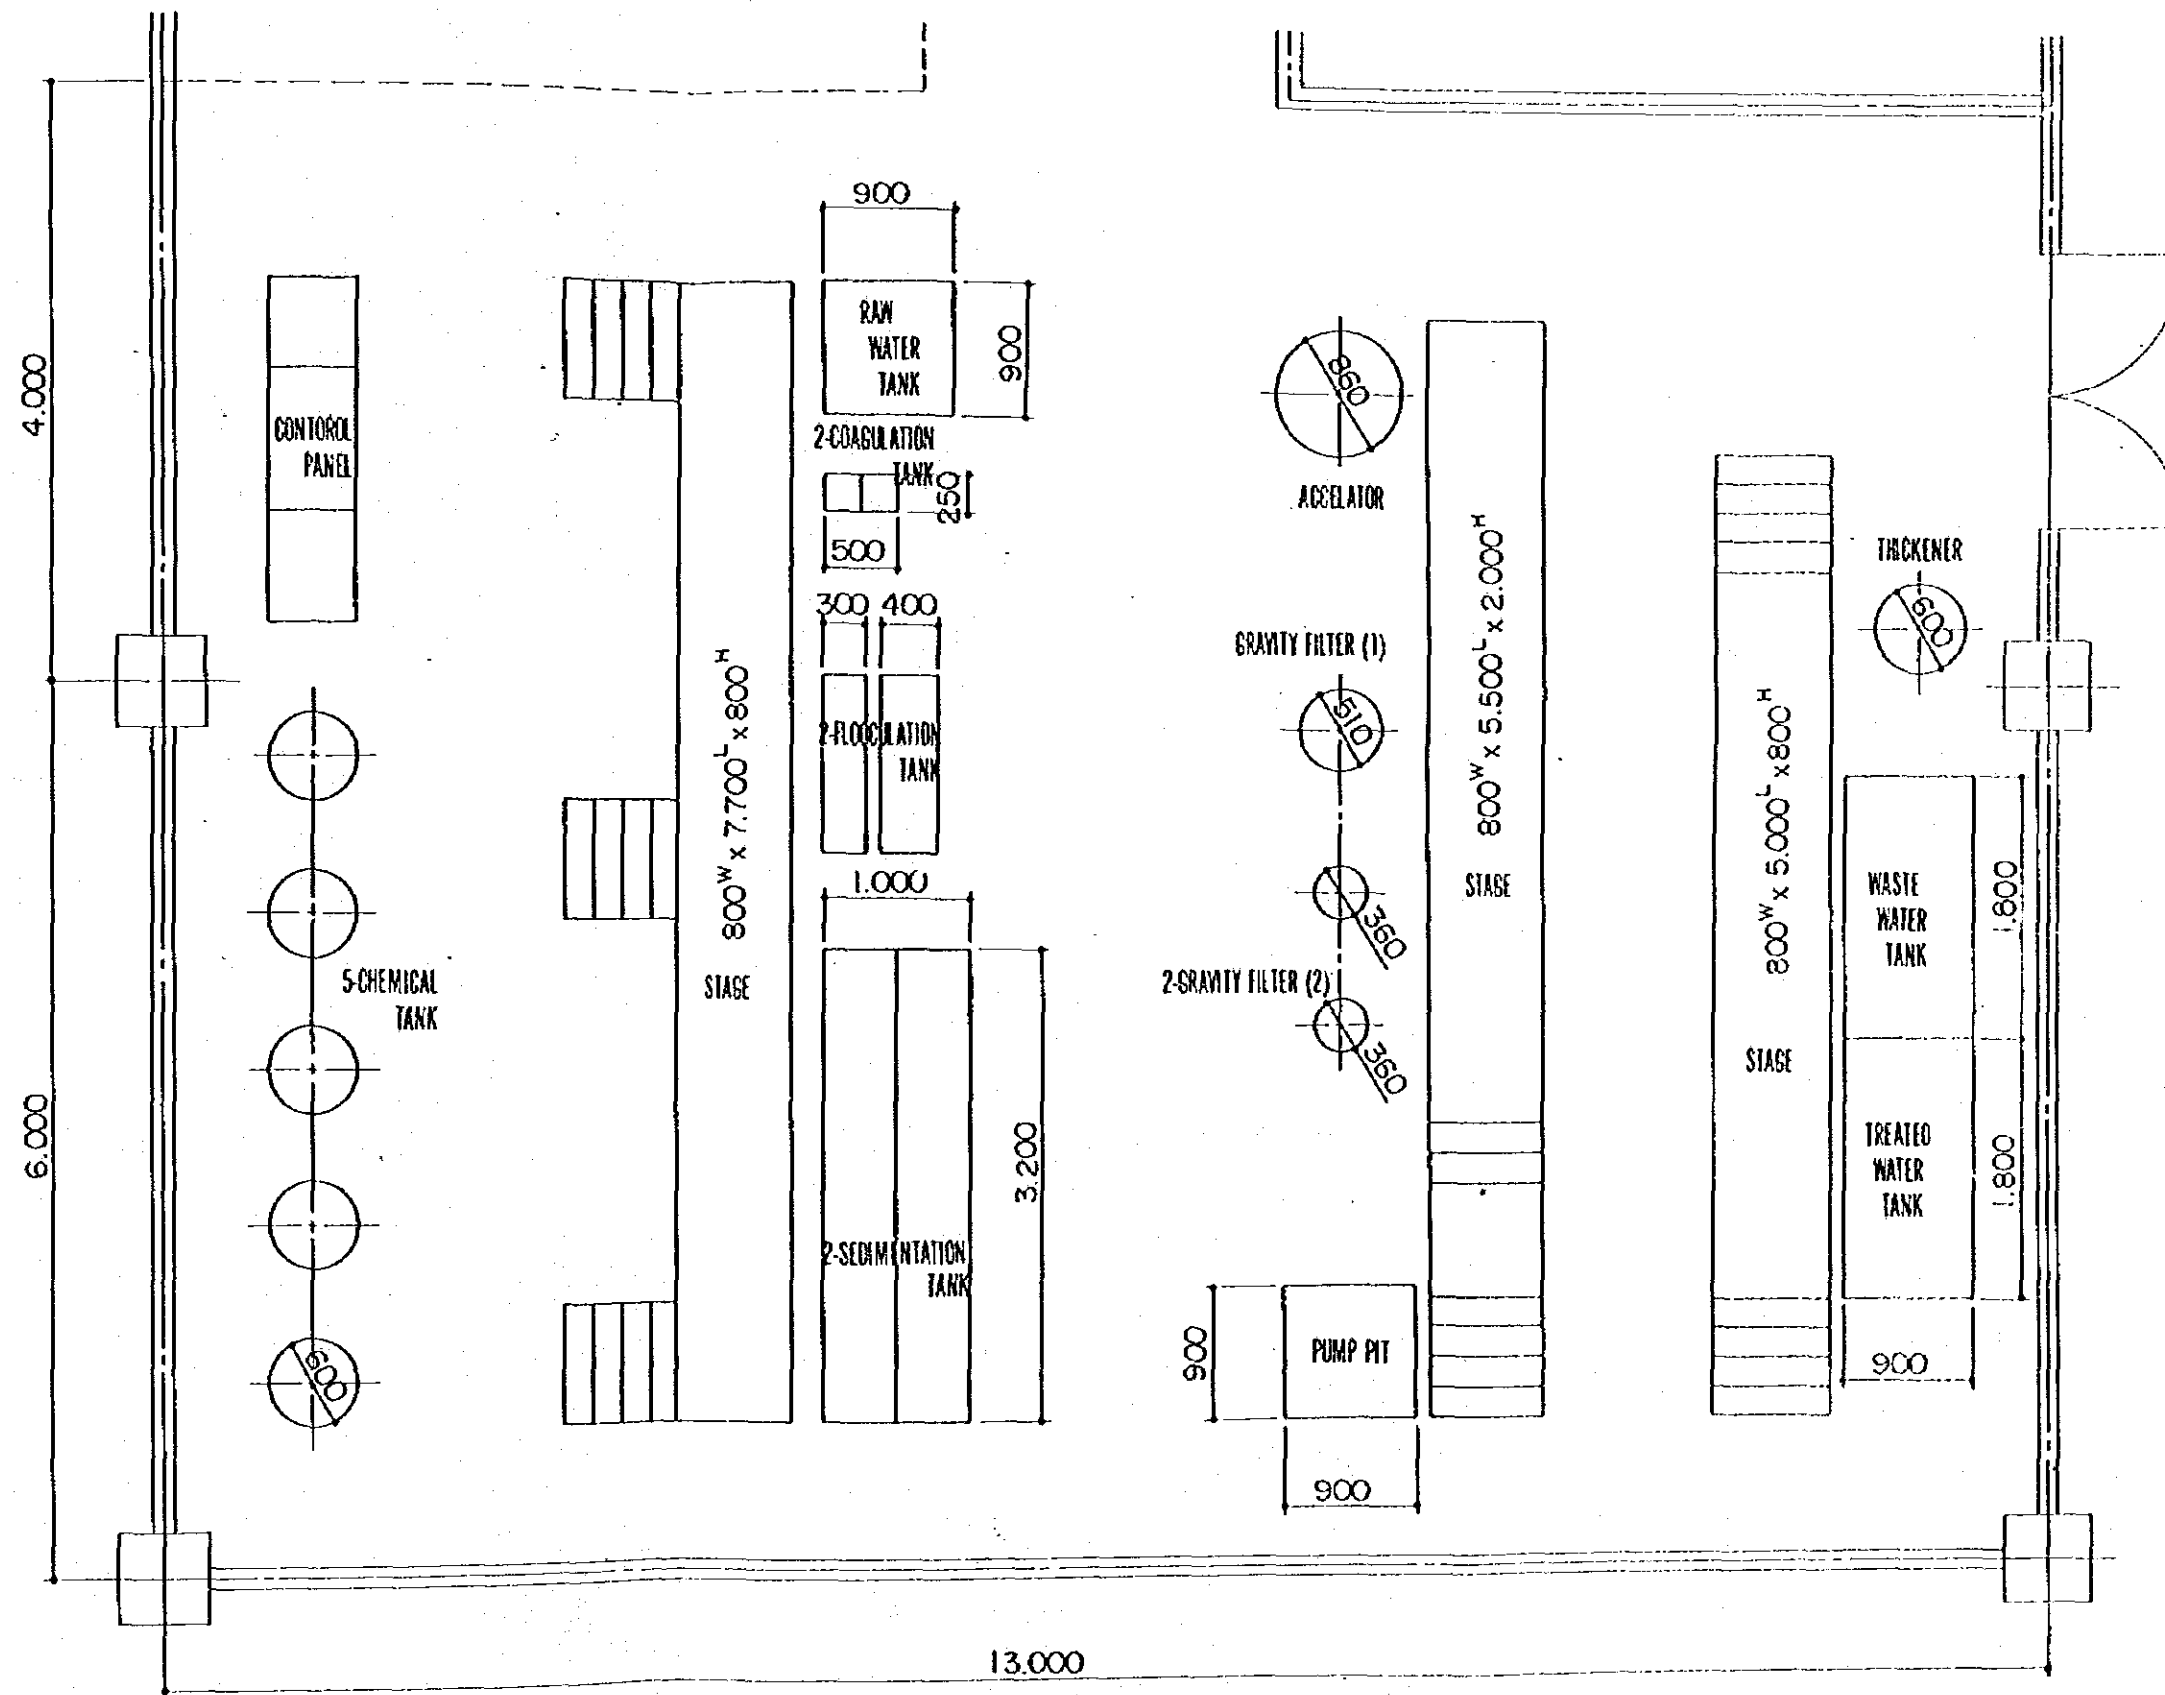 900
RAW
WATER
TANK
900
4.000
CONTOROL
PANEL
2-COAGULATION
TANK
250
500
860
ACCELATOR
800W x 5.500L x 2.000H
STAGE
THICKENER
600
300
400
GRAVITY FILTER (1)
510
800W x 7.700L x 800H
STAGE
2-FLOOCULATION
TANK
800W x 5.000L x 800H
STAGE
1.000
360
2-GRAVITY FILTER (2)
360
5-CHEMICAL
TANK
WASTE
WATER
TANK
1.800
6.000
3.200
TREATED
WATER
TANK
1.800
2-SEDIMENTATION
TANK
600
900
PUMP PIT
900
900
13.000